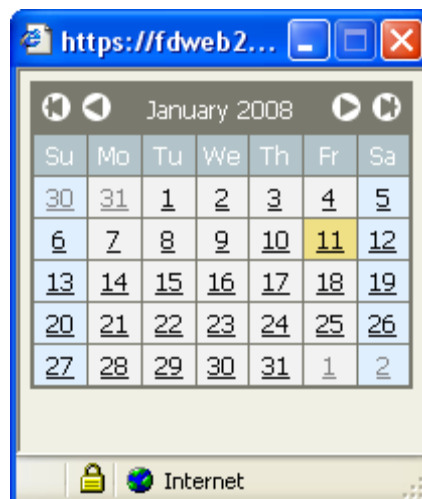 https://fdweb2...
January 2008
Su Mo Tu We Th Fr Sa
30 31 1 2 3 4 5
6 7 8 9 10 11 12
13 14 15 16 17 18 19
20 21 22 23 24 25 26
27 28 29 30 31 1 2
Internet